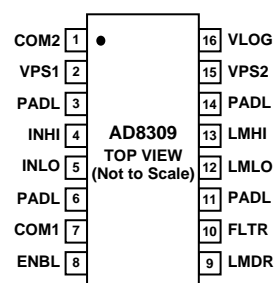 COM2 1 16 VLOG
VPS1 2 15 VPS2
PADL 3 14 PADL
INHI 4 AD8309 13 LMHI
TOP VIEW
INLO 5 (Not to Scale) 12 LMLO
PADL 6 11 PADL
COM1 7 10 FLTR
ENBL 8 9 LMDR